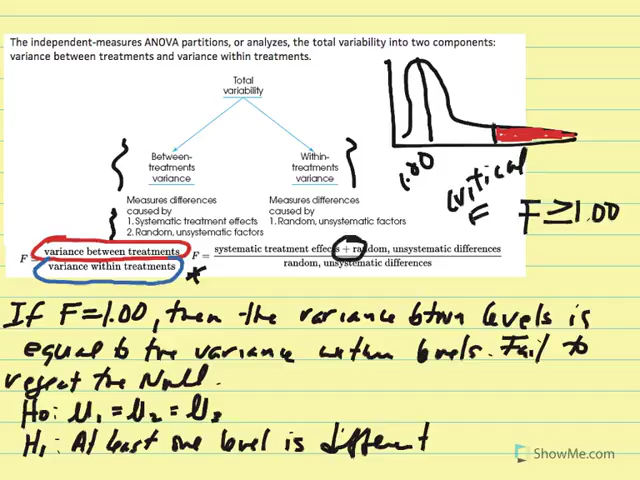 The independent-measures ANOVA partitions, or analyzes, the total variability into two components:
variance between treatments and variance within treatments.
Total
variability
Between-
treatments
variance
Within-
treatments
variance
Measures differences
caused by
1. Systematic treatment effects
2. Random, unsystematic factors
Measures differences
caused by
1. Random, unsystematic factors
1.00
critical
F
F ≥ 1.00
F = variance between treatments
variance within treatments
*
F = systematic treatment effects + random, unsystematic differences
random, unsystematic differences
If F=1.00, then the variance btwn levels is
equal to the variance within levels. Fail to
reject the Null.
Ho: μ1 = μ2 = μ3
H1: At least one level is different
ShowMe.com